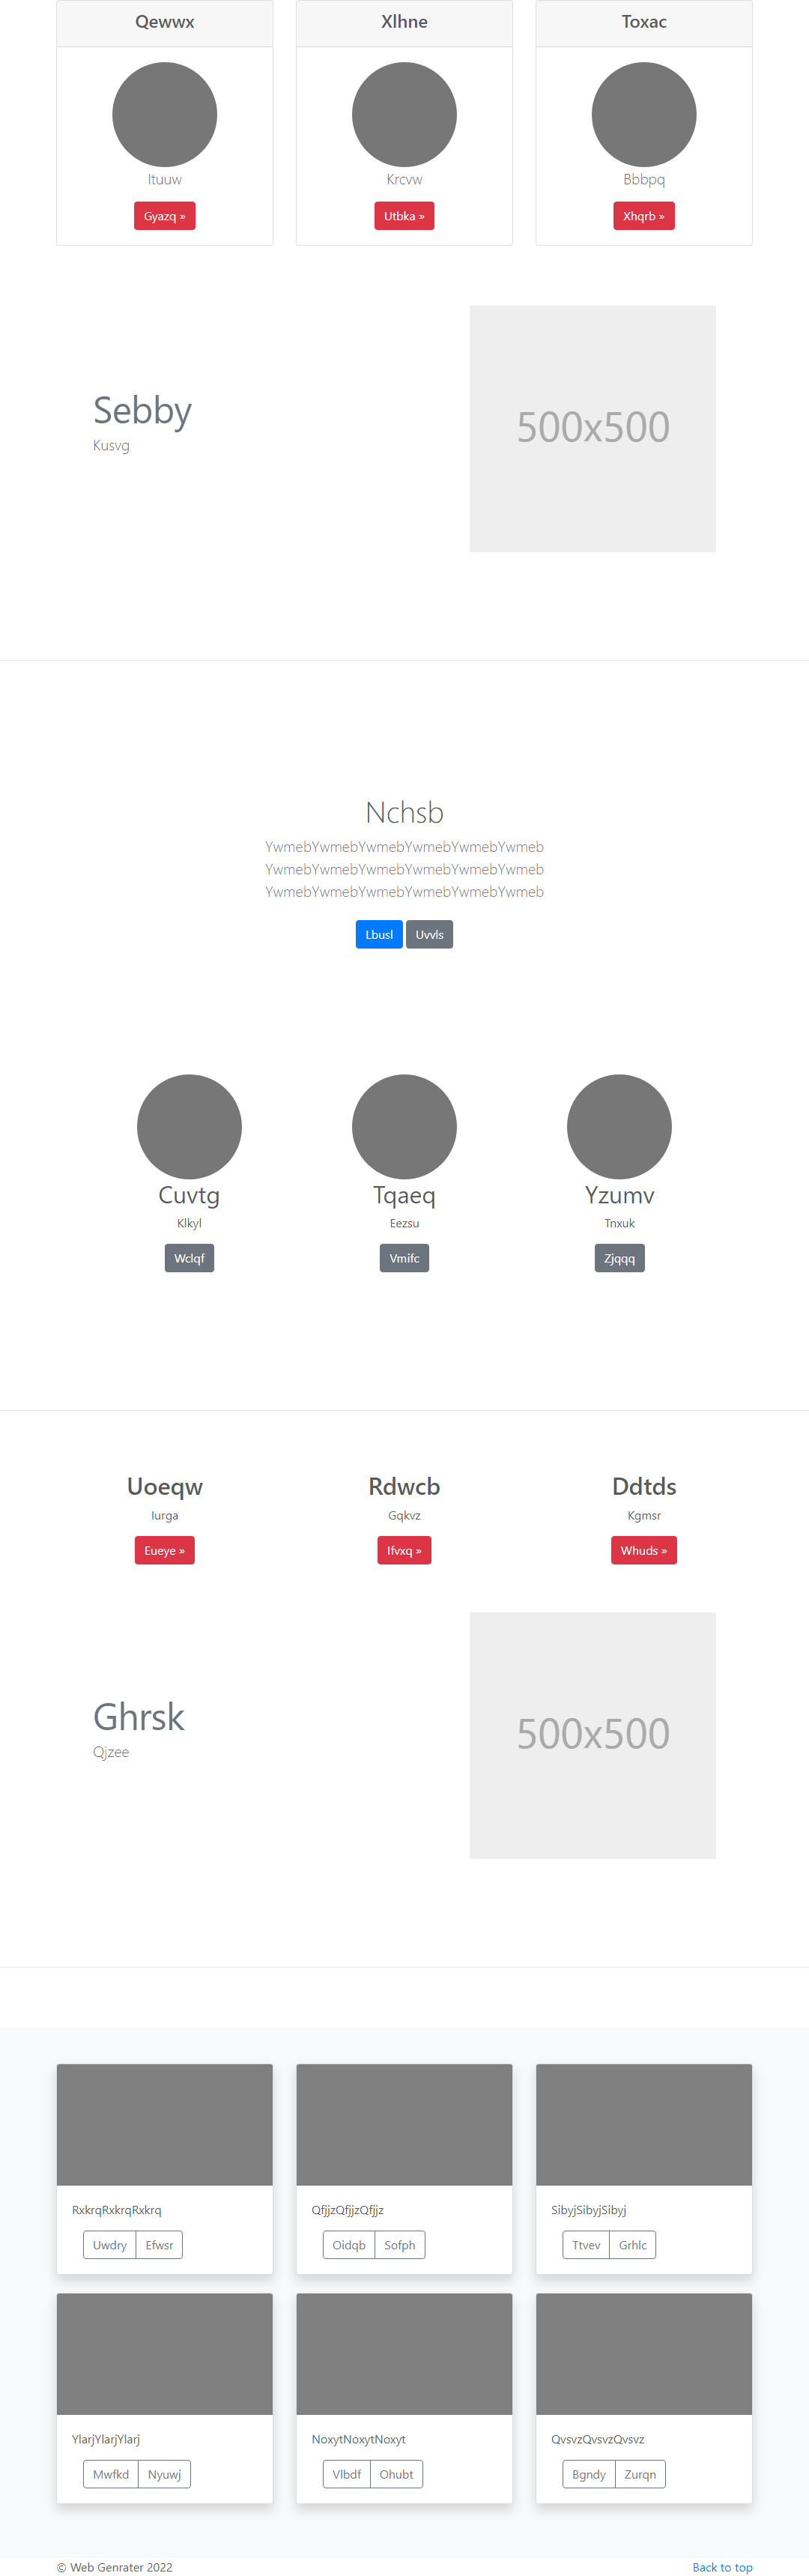 Qewwx
Xlhne
Toxac
Ituuw
Krcvw
Bbbpq
Gyazq »
Utbka »
Xhqrb »
Sebby
Kusvg
500x500
Nchsb
YwmebYwmebYwmebYwmebYwmebYwmeb
YwmebYwmebYwmebYwmebYwmebYwmeb
YwmebYwmebYwmebYwmebYwmebYwmeb
Lbusl Uvvls
Cuvtg
Tqaeq
Yzumv
Klkyl
Eezsu
Tnxuk
Wclqf
Vmifc
Zjqqq
Uoeqw
Rdwcb
Ddtds
Iurga
Gqkvz
Kgmsr
Eueye »
Ifvxq »
Whuds »
Ghrsk
Qjzee
500x500
RxkrqRxkrqRxkrq
QfjjzQfjjzQfjjz
SibyjSibyjSibyj
Uwdry Efwsr
Oidqb Sofph
Ttvev Grhlc
YlarjYlarjYlarj
NoxytNoxytNoxyt
QvsvzQvsvzQvsvz
Mwfkd Nyuwj
Vlbdf Ohubt
Bgndy Zurqn
© Web Genrater 2022
Back to top